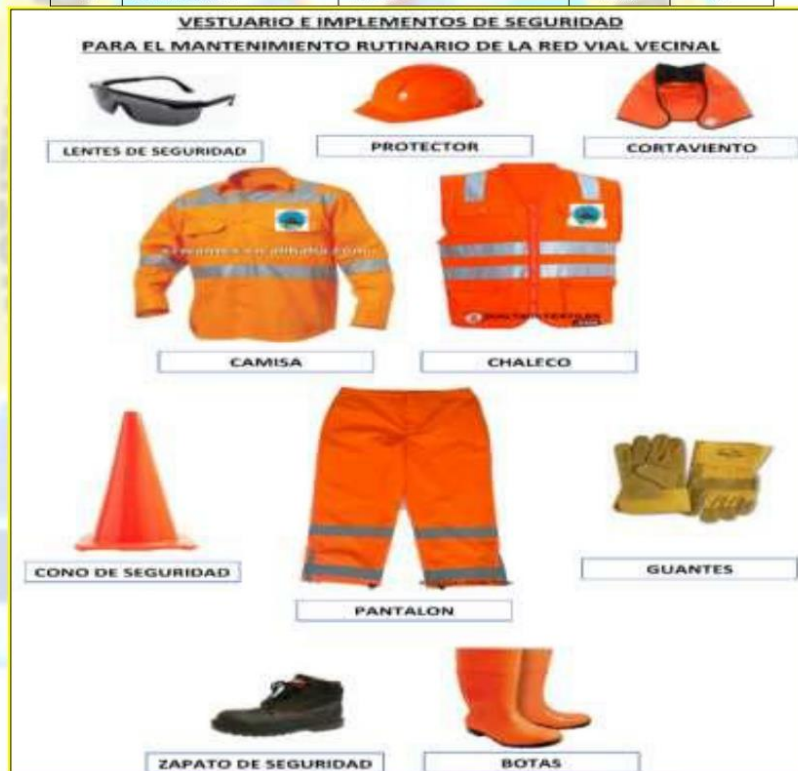 VESTUARIO E IMPLEMENTOS DE SEGURIDAD
PARA EL MANTENIMIENTO RUTINARIO DE LA RED VIAL VECINAL
LENTES DE SEGURIDAD
PROTECTOR
CORTAVIENTO
CAMISA
CHALECO
CONO DE SEGURIDAD
PANTALON
GUANTES
ZAPATO DE SEGURIDAD
BOTAS